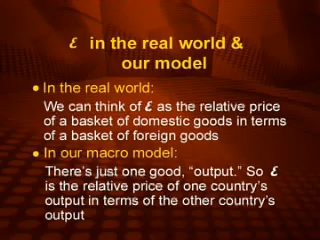 ε in the real world &
our model
● In the real world:
We can think of ε as the relative price
of a basket of domestic goods in terms
of a basket of foreign goods
● In our macro model:
There’s just one good, “output.” So ε
is the relative price of one country’s
output in terms of the other country’s
output